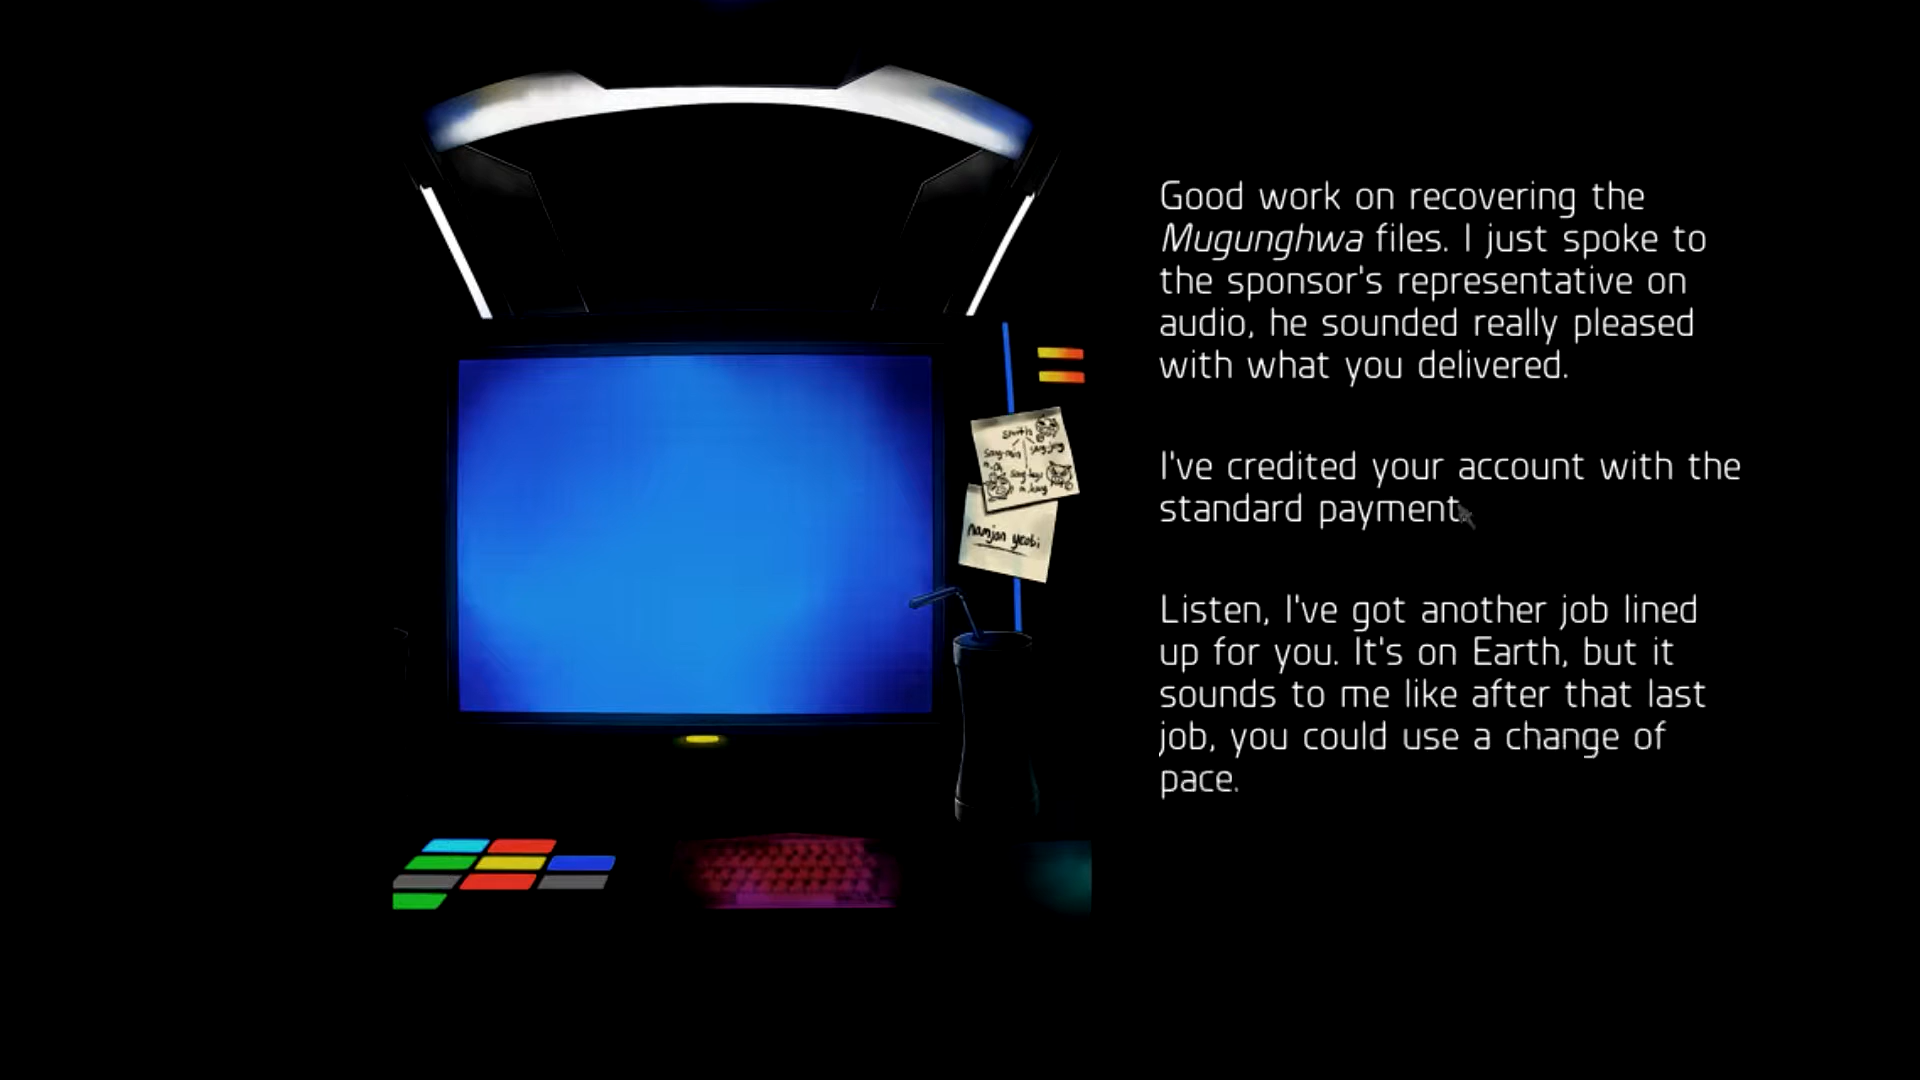 Good work on recovering the
Mugunghwa files. I just spoke to
the sponsor's representative on
audio, he sounded really pleased
with what you delivered.
I've credited your account with the
standard payment.
Listen, I've got another job lined
up for you. It's on Earth, but it
sounds to me like after that last
job, you could use a change of
pace.
smith
namjon yeobi